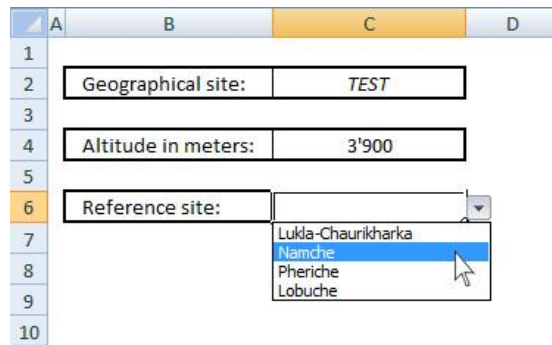 A B C D
1
2 Geographical site: TEST
3
4 Altitude in meters: 3'900
5
6 Reference site:
7 Lukla-Chaurikharka
Namche
8 Pheriche
9 Lobuche
10